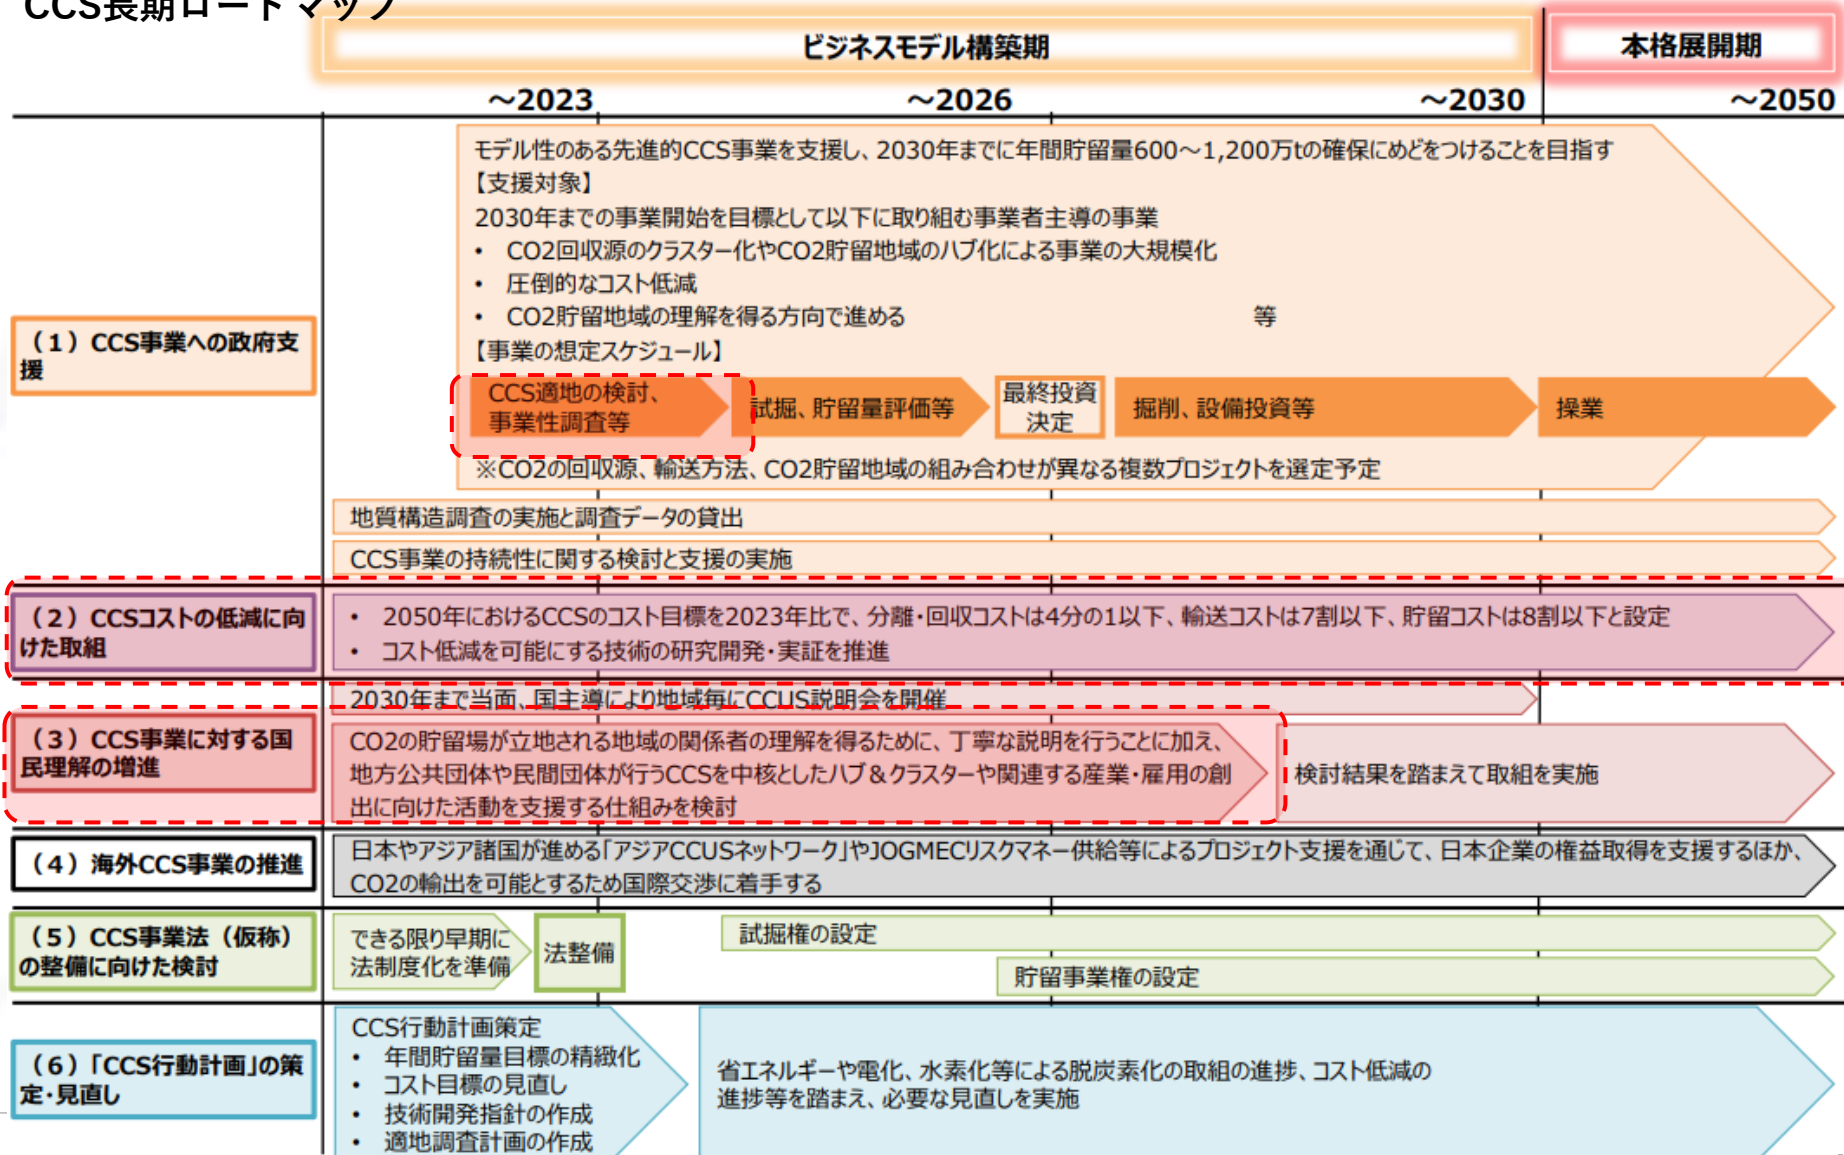 CCS長期ロードマップ
ビジネスモデル構築期
本格展開期
～2023
～2026
～2030
～2050
（1）CCS事業への政府支
援
モデル性のある先進的CCS事業を支援し、2030年までに年間貯留量600～1,200万tの確保にめどをつけることを目指す
【支援対象】
2030年までの事業開始を目標として以下に取り組む事業者主導の事業
• CO2回収源のクラスター化やCO2貯留地域のハブ化による事業の大規模化
• 圧倒的なコスト低減
• CO2貯留地域の理解を得る方向で進める 等
【事業の想定スケジュール】
CCS適地の検討、
事業性調査等
試掘、貯留量評価等
最終投資
決定
掘削、設備投資等
操業
※CO2の回収源、輸送方法、CO2貯留地域の組み合わせが異なる複数プロジェクトを選定予定
地質構造調査の実施と調査データの貸出
CCS事業の持続性に関する検討と支援の実施
（2）CCSコストの低減に向
けた取組
• 2050年におけるCCSのコスト目標を2023年比で、分離・回収コストは4分の1以下、輸送コストは7割以下、貯留コストは8割以下と設定
• コスト低減を可能にする技術の研究開発・実証を推進
2030年まで当面、国主導により地域毎にCCUS説明会を開催
（3）CCS事業に対する国
民理解の増進
CO2の貯留場が立地される地域の関係者の理解を得るために、丁寧な説明を行うことに加え、
地方公共団体や民間団体が行うCCSを中核としたハブ＆クラスターや関連する産業・雇用の創
出に向けた活動を支援する仕組みを検討
検討結果を踏まえて取組を実施
（4）海外CCS事業の推進
日本やアジア諸国が進める「アジアCCUSネットワーク」やJOGMECリスクマネー供給等によるプロジェクト支援を通じて、日本企業の権益取得を支援するほか、
CO2の輸出を可能とするため国際交渉に着手する
（5）CCS事業法（仮称）
の整備に向けた検討
できる限り早期に
法制度化を準備
法整備
試掘権の設定
貯留事業権の設定
（6）「CCS行動計画」の策
定・見直し
CCS行動計画策定
• 年間貯留量目標の精緻化
• コスト目標の見直し
• 技術開発指針の作成
• 適地調査計画の作成
省エネルギーや電化、水素化等による脱炭素化の取組の進捗、コスト低減の
進捗等を踏まえ、必要な見直しを実施